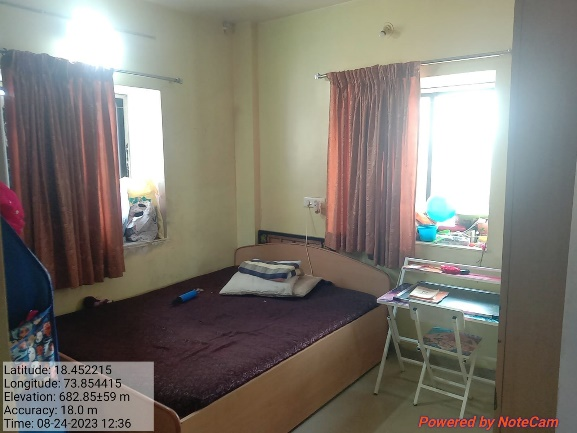 Latitude: 18.452215
Longitude: 73.854415
Elevation: 682.85±59 m
Accuracy: 18.0 m
Time: 08-24-2023 12:36
Powered by NoteCam